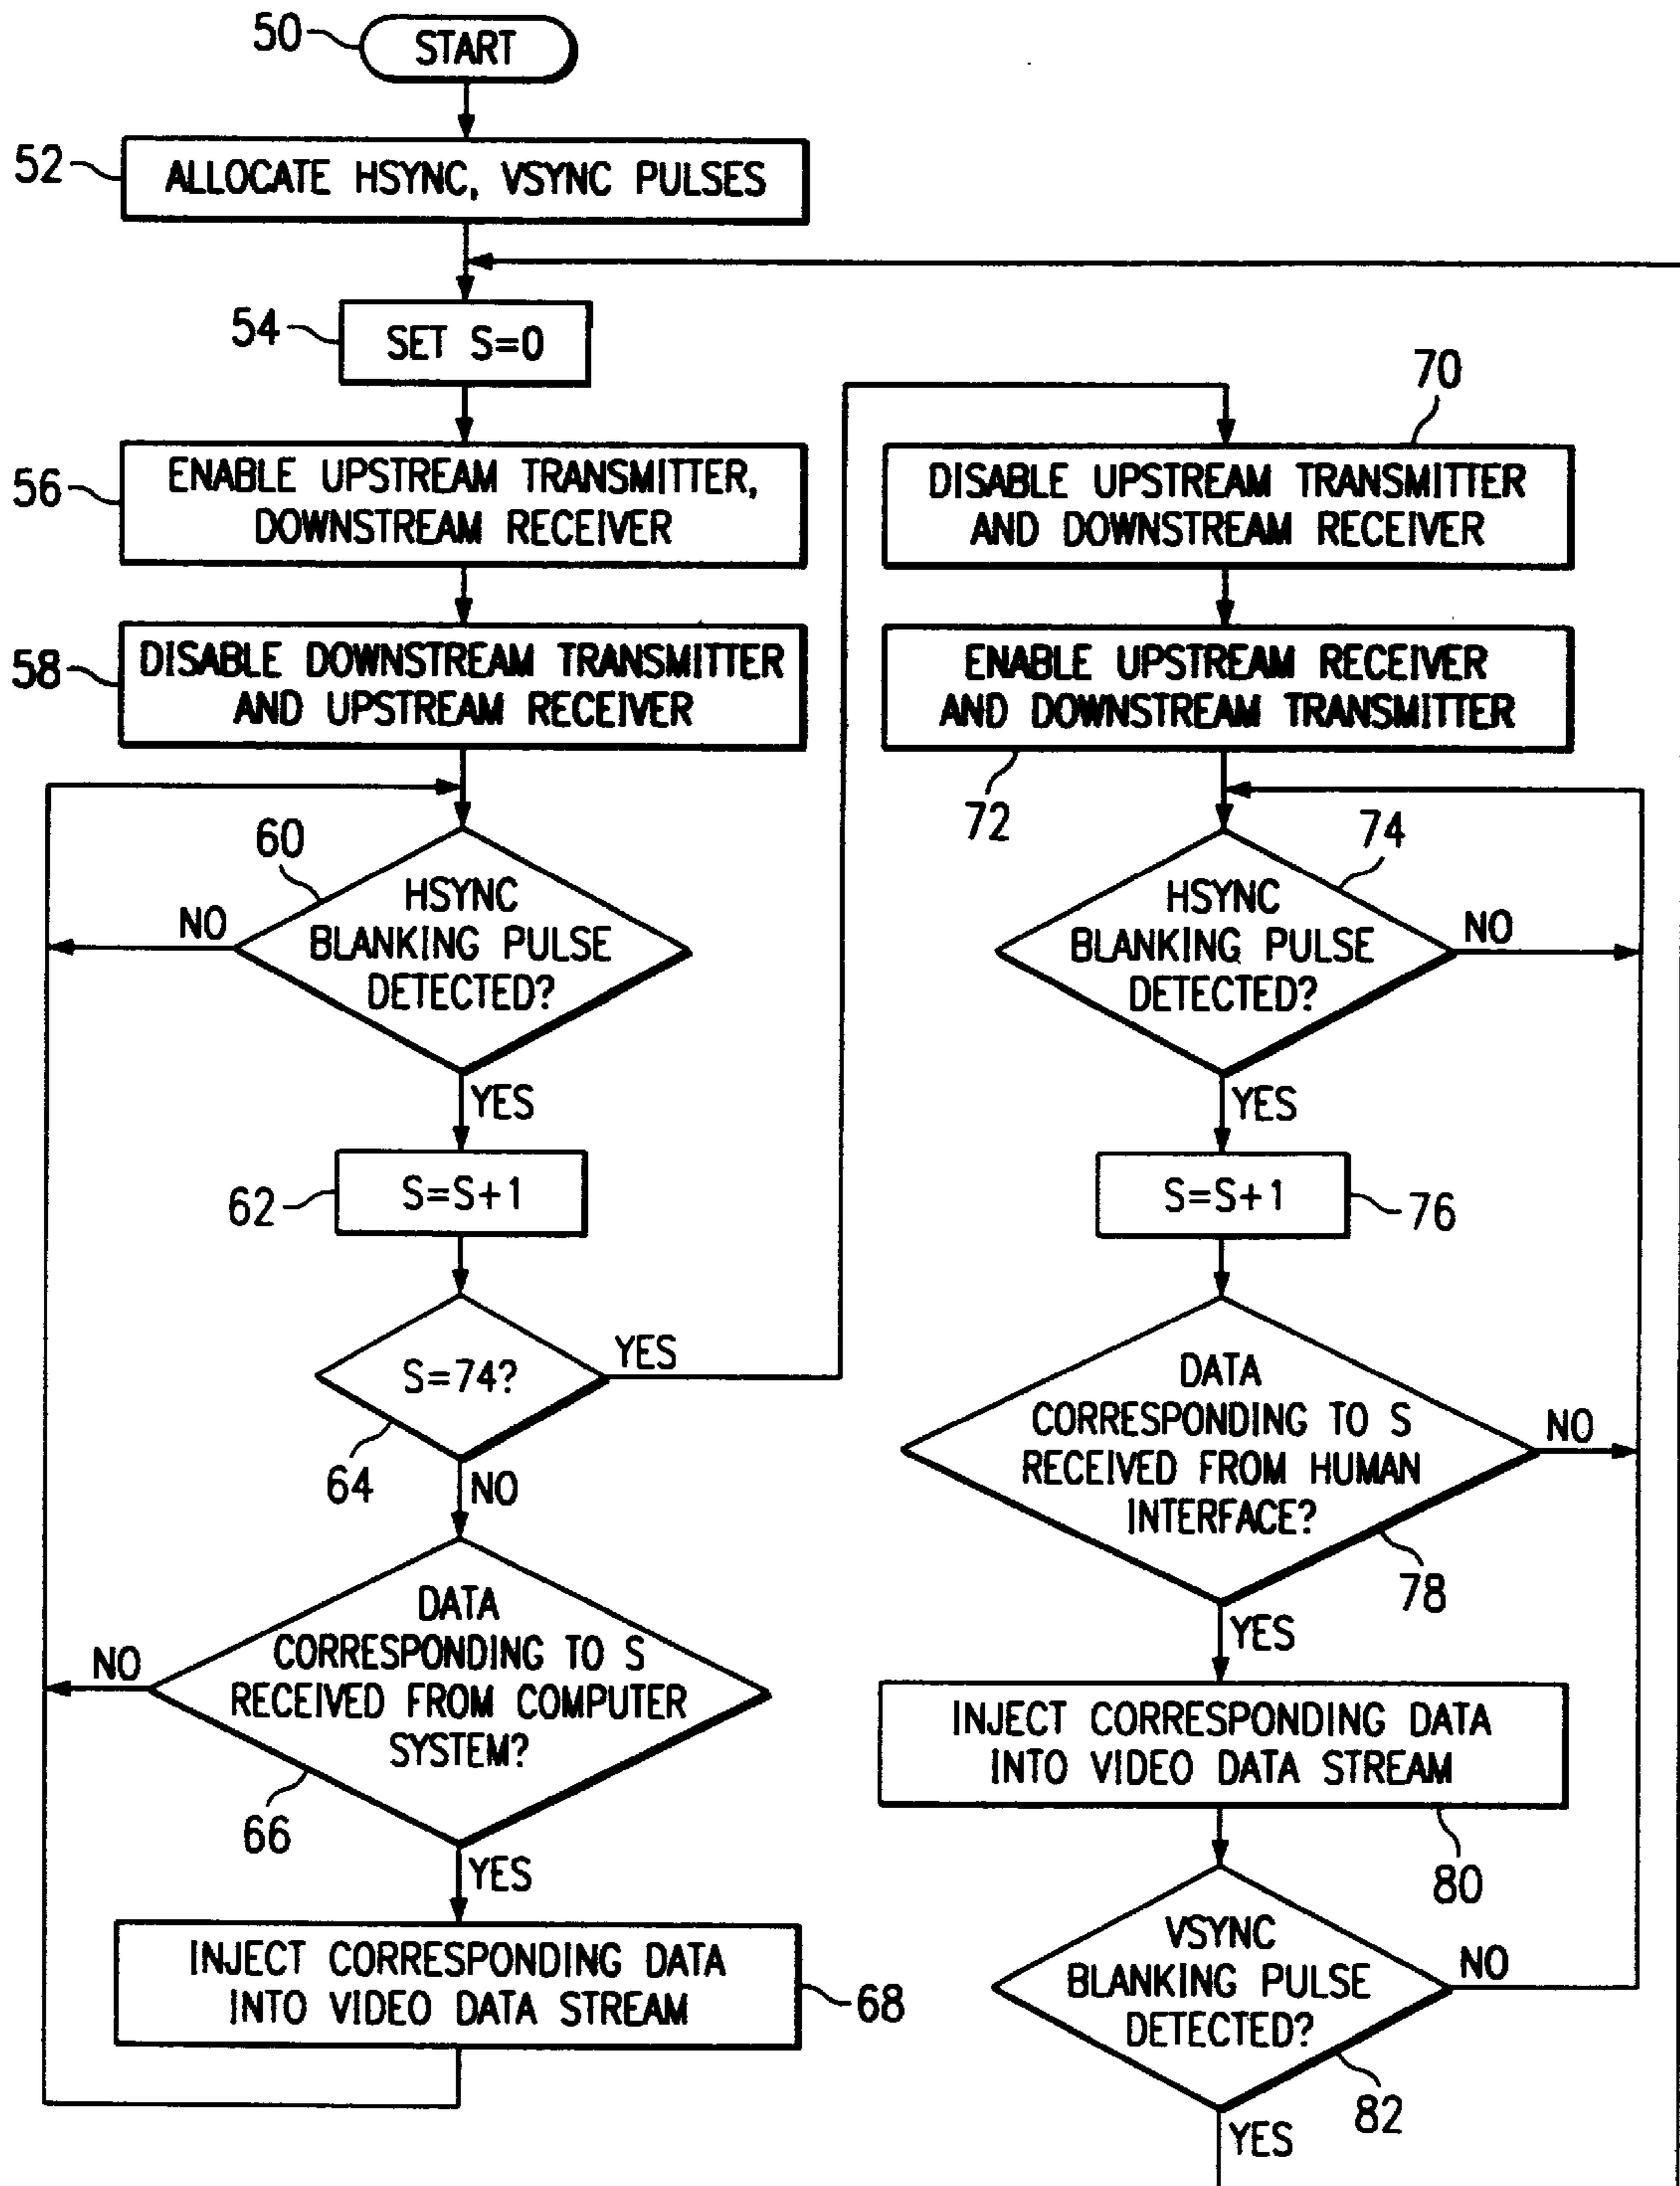 50
START
52
ALLOCATE HSYNC, VSYNC PULSES
54
SET S=0
56
ENABLE UPSTREAM TRANSMITTER,
DOWNSTREAM RECEIVER
58
DISABLE DOWNSTREAM TRANSMITTER
AND UPSTREAM RECEIVER
60
HSYNC
BLANKING PULSE
DETECTED?
NO
YES
62
S=S+1
S=74?
YES
64
NO
DATA
CORRESPONDING TO S
RECEIVED FROM COMPUTER
SYSTEM?
NO
66
YES
INJECT CORRESPONDING DATA
INTO VIDEO DATA STREAM
68
70
DISABLE UPSTREAM TRANSMITTER
AND DOWNSTREAM RECEIVER
ENABLE UPSTREAM RECEIVER
AND DOWNSTREAM TRANSMITTER
72
74
HSYNC
BLANKING PULSE
DETECTED?
NO
YES
S=S+1
76
DATA
CORRESPONDING TO S
RECEIVED FROM HUMAN
INTERFACE?
NO
78
YES
INJECT CORRESPONDING DATA
INTO VIDEO DATA STREAM
80
VSYNC
BLANKING PULSE
DETECTED?
NO
82
YES